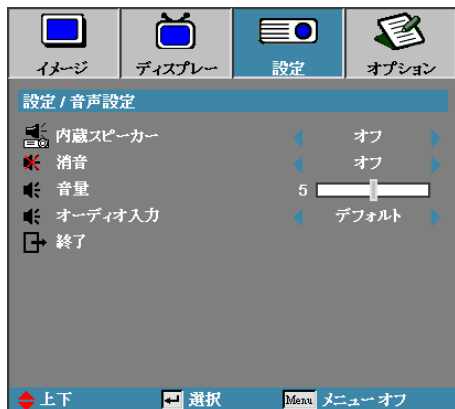 イメージ ディスプレー 設定 オプション
設定 / 音声設定
内蔵スピーカー オフ
消音 オフ
音量 5
オーディオ入力 デフォルト
終了
上下 選択 Menu メニュー オフ